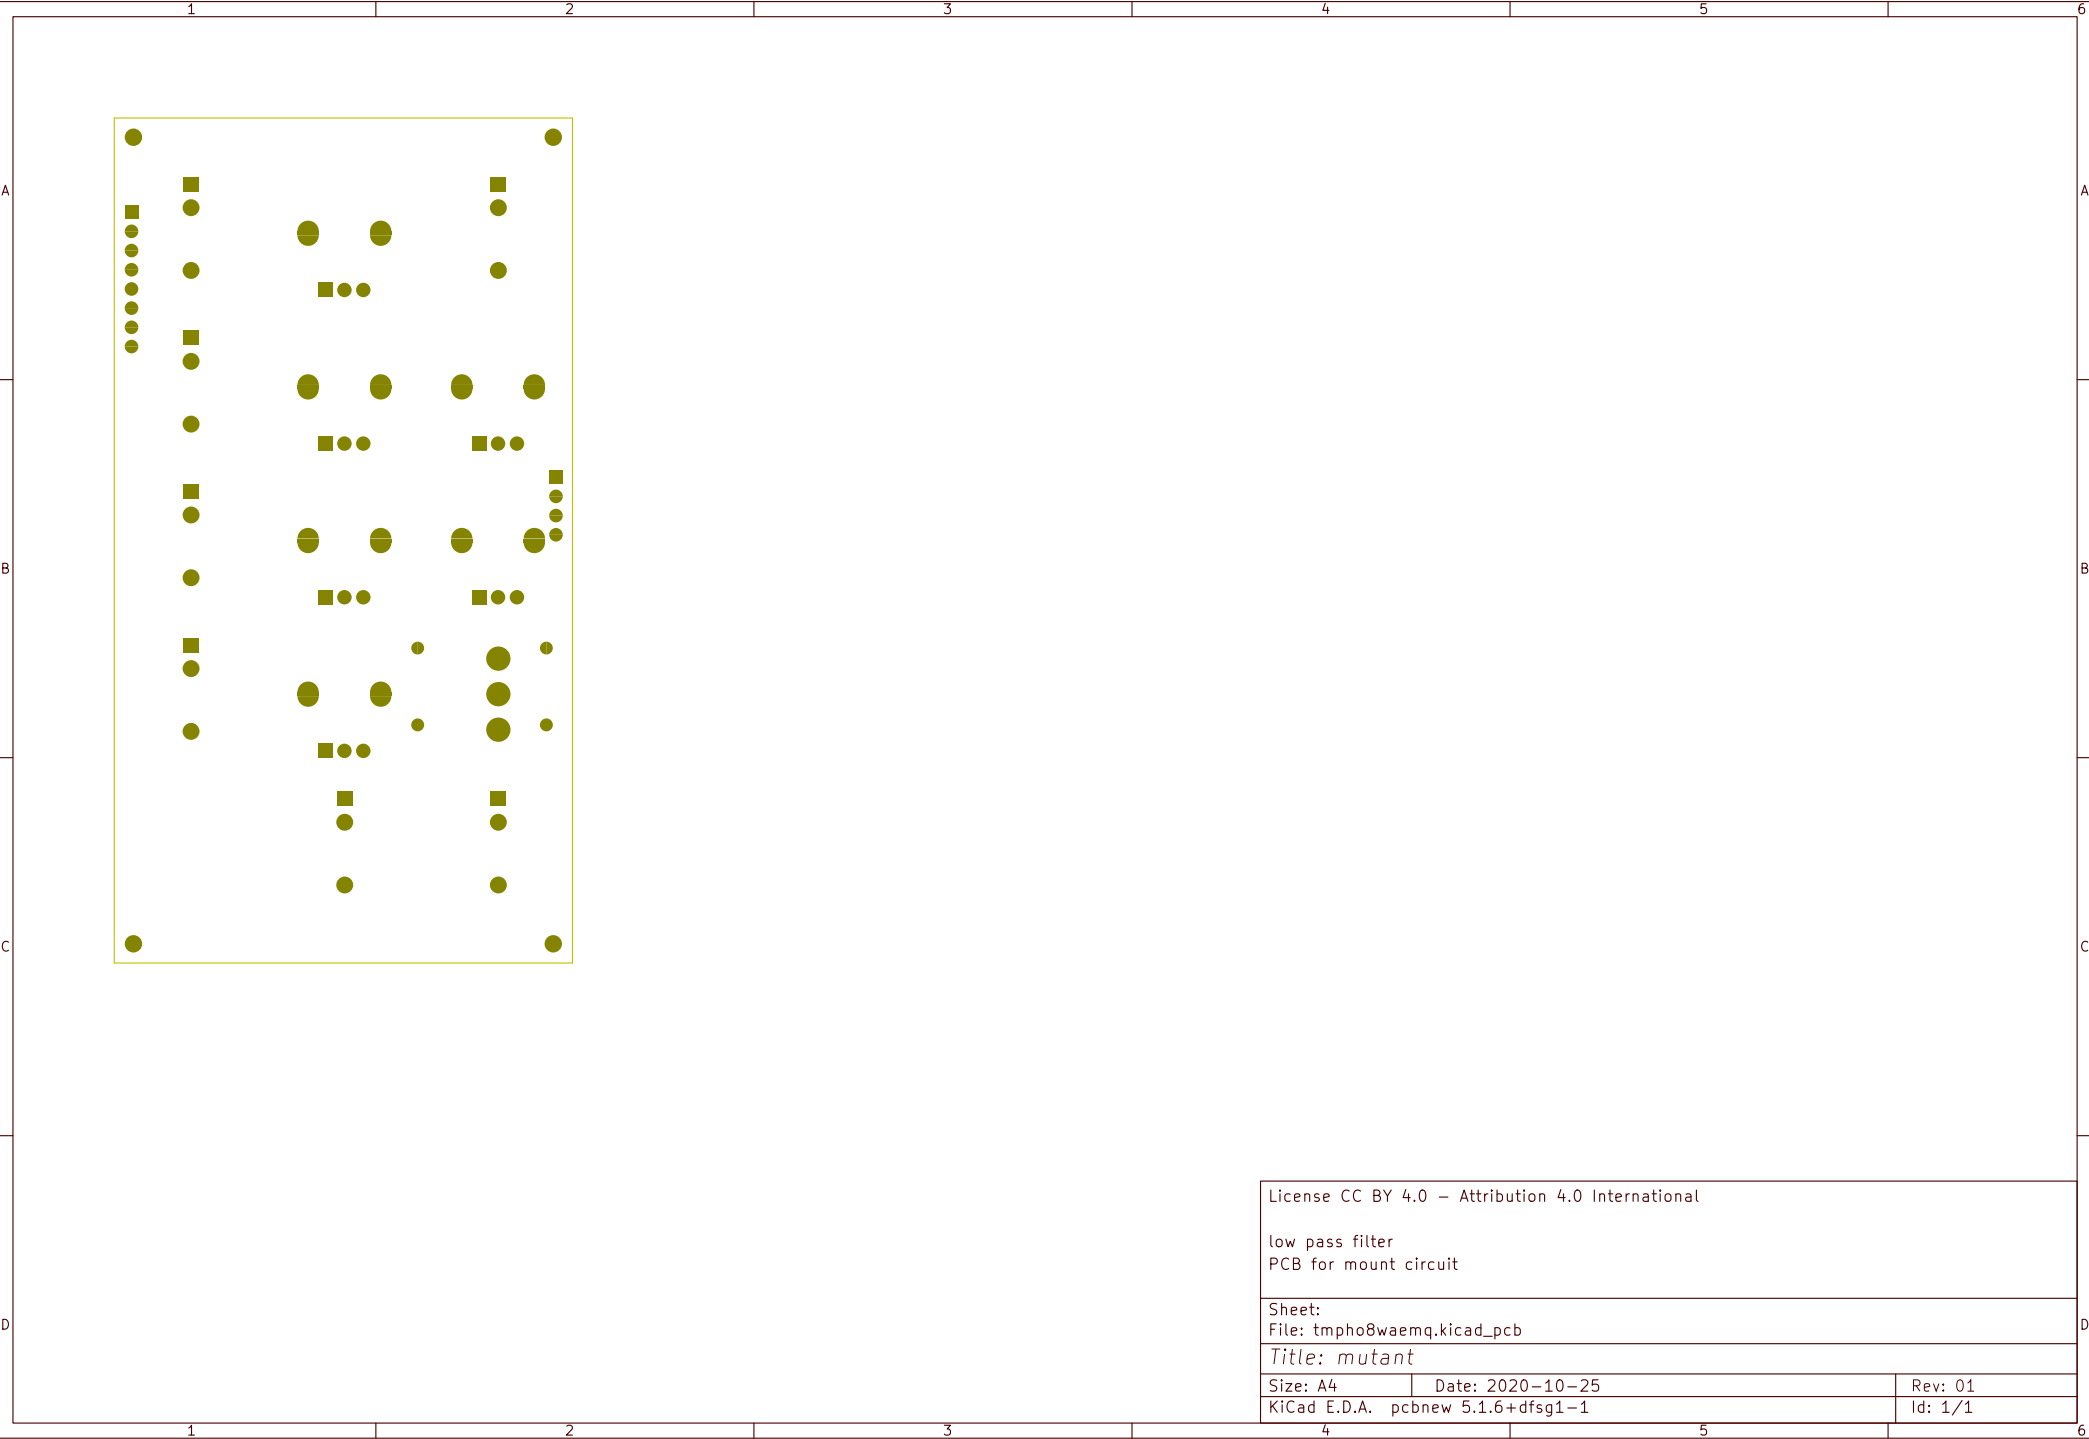 1 2 3 4 5 6
A A
B B
C C
License CC BY 4.0 – Attribution 4.0 International
low pass filter
PCB for mount circuit
Sheet:
File: tmpho8waemq.kicad_pcb
D D
Title: mutant
Size: A4 Date: 2020-10-25 Rev: 01
KiCad E.D.A. pcbnew 5.1.6+dfsg1-1 Id: 1/1
1 2 3 4 5 6